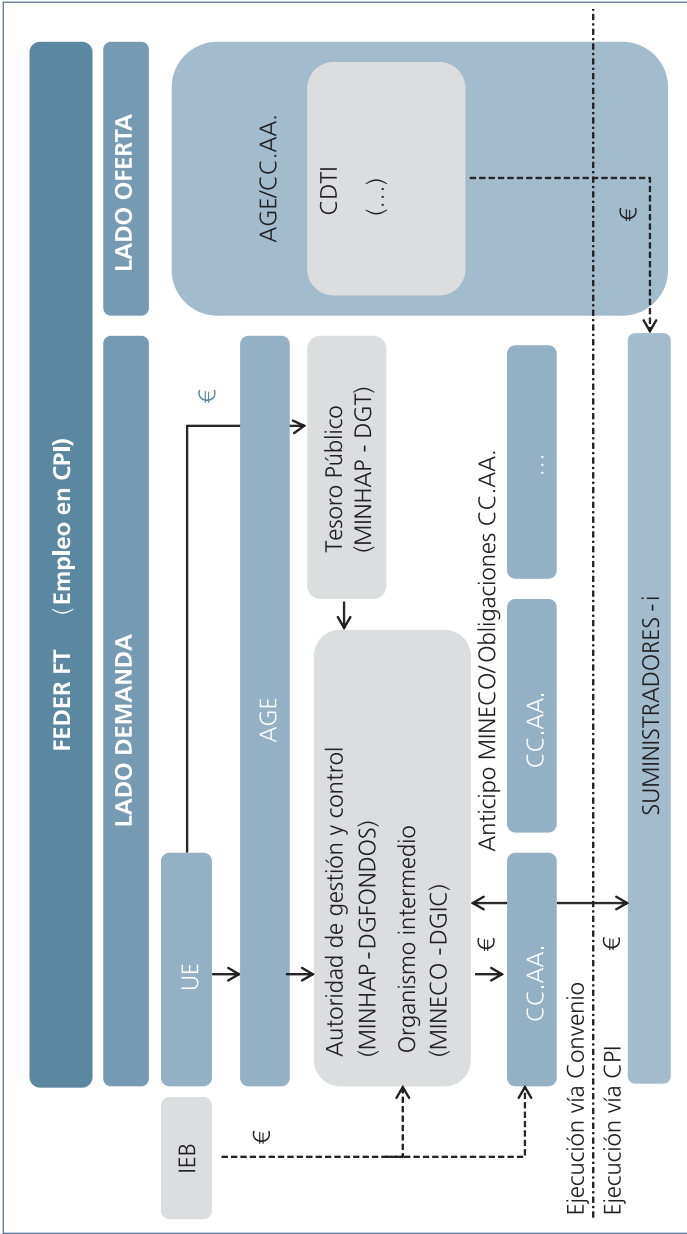 FEDER FT (Empleo en CPI)
LADO DEMANDA
LADO OFERTA
IEB
UE
€
€
AGE
AGE/CC.AA.
CDTI
(...)
Tesoro Público
(MINHAP - DGT)
Autoridad de gestión y control
(MINHAP - DGFONDOS)
Organismo intermedio
(MINECO - DGIC)
Anticipo MINECO/Obligaciones CC.AA.
€
CC.AA.
CC.AA.
...
Ejecución vía Convenio
Ejecución vía CPI
€
€
SUMINISTRADORES - i